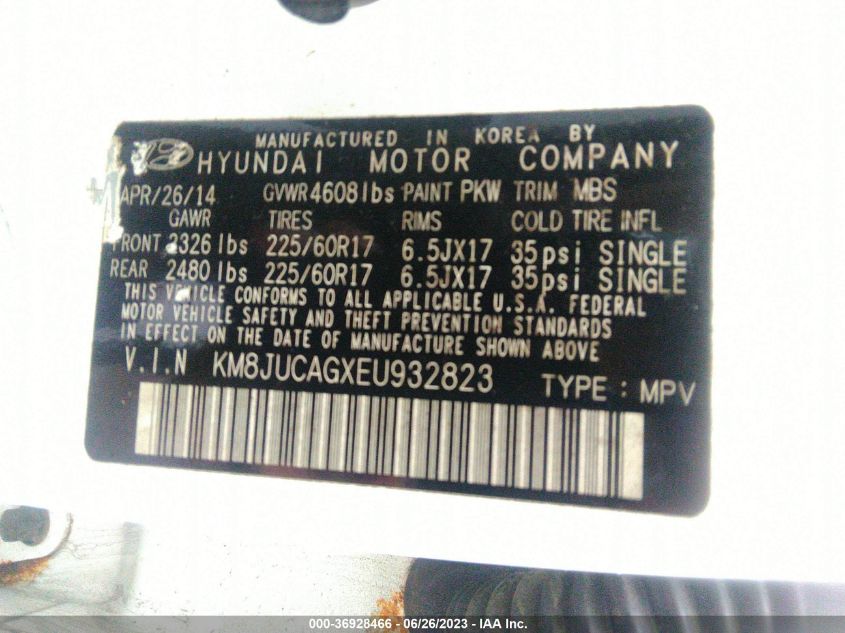 MANUFACTURED IN KOREA BY
HYUNDAI MOTOR COMPANY
APR/26/14 GVWR 4608lbs PAINT PKW TRIM MBS
GAWR TIRES RIMS COLD TIRE INFL
FRONT 2326 lbs 225/60R17 6.5JX17 35psi SINGLE
REAR 2480 lbs 225/60R17 6.5JX17 35psi SINGLE
THIS VEHICLE CONFORMS TO ALL APPLICABLE U.S.A. FEDERAL
MOTOR VEHICLE SAFETY AND THEFT PREVENTION STANDARDS
IN EFFECT ON THE DATE OF MANUFACTURE SHOWN ABOVE
V.I.N KM8JUCAGXEU932823 TYPE : MPV
000-36928466 - 06/26/2023 - IAA Inc.